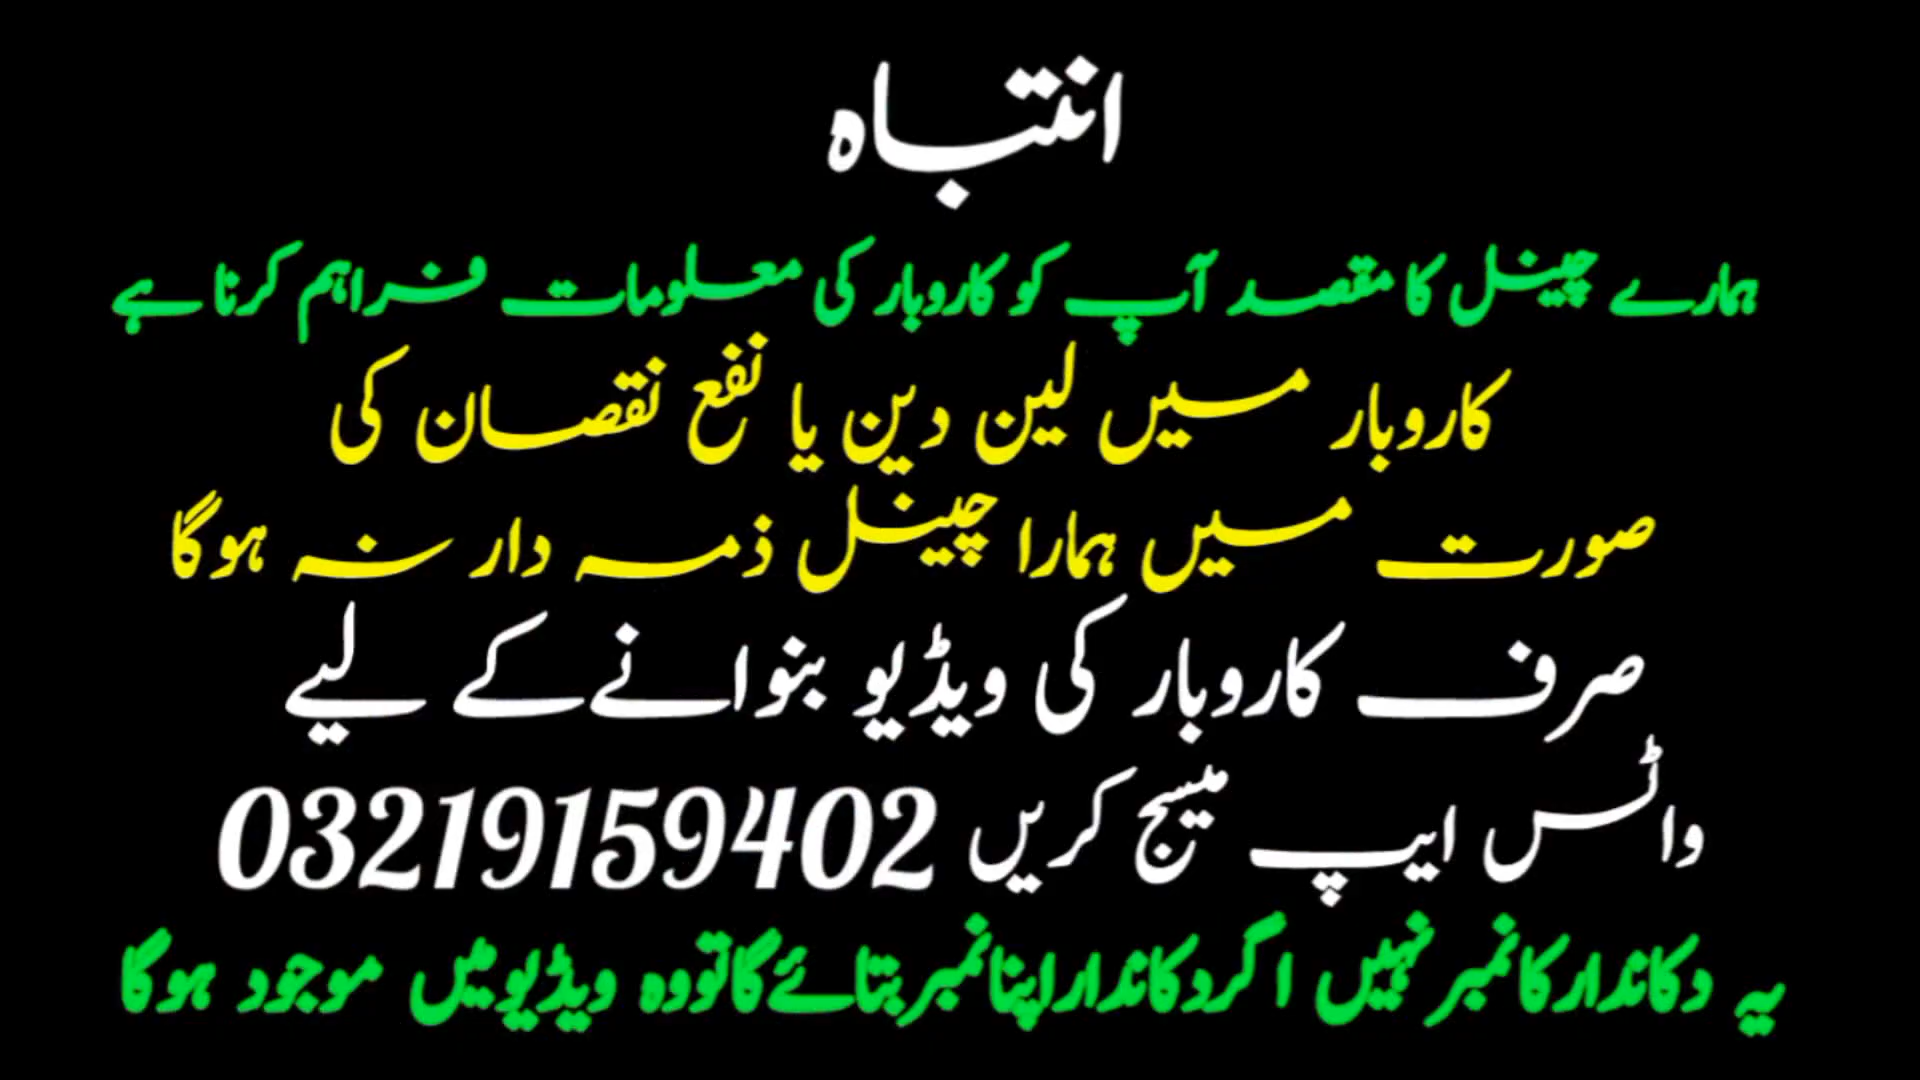 انتباہ
ہمارے چینل کا مقصد آپ کو کاروبار کی معلومات فراہم کرنا ہے
کاروبار میں لین دین یا نفع نقصان کی
صورت میں ہمارا چینل ذمہ دار نہ ہوگا
صرف کاروبار کی ویڈیو بنوانے کے لیے
واٹس ایپ میسج کریں 03219159402
یہ دکاندار کا نمبر نہیں اگر دکاندار اپنا نمبر بتائے گا تو وہ ویڈیو میں موجود ہوگا